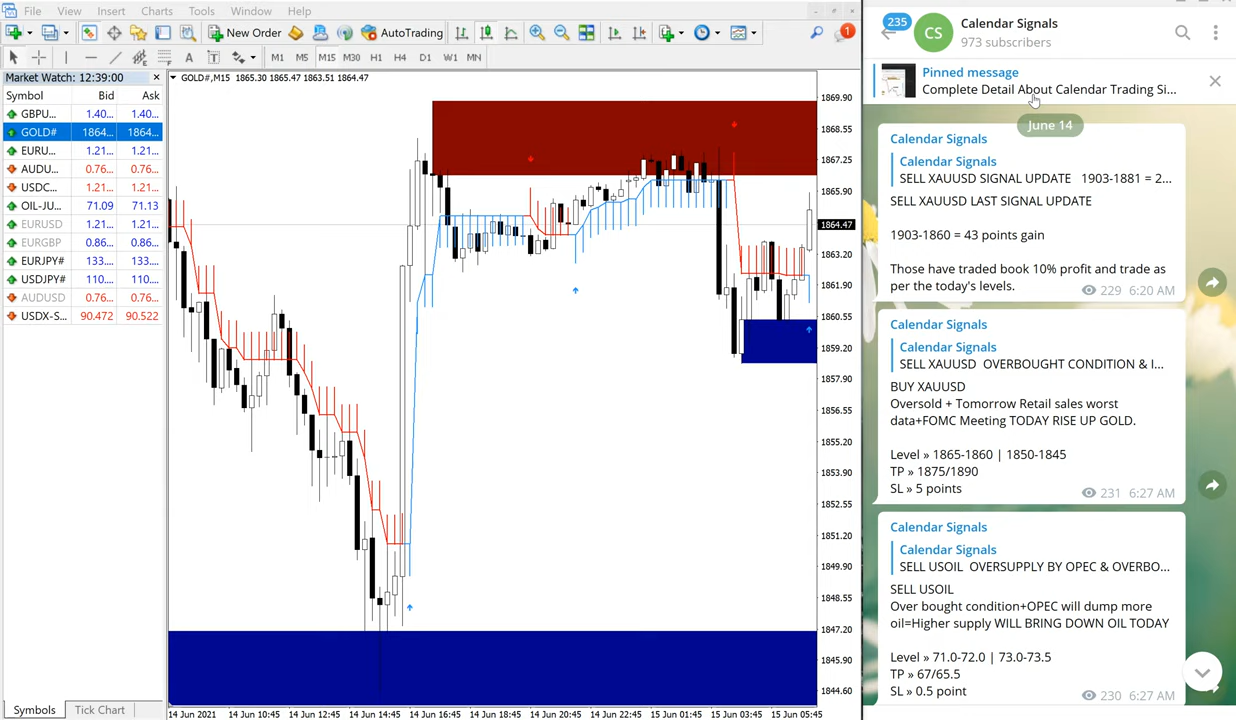 File View Insert Charts Tools Window Help
New Order AutoTrading
A T M1 M5 M15 M30 H1 H4 D1 W1 MN
1
Market Watch: 12:39:00
Symbol Bid Ask
GBPU... 1.40... 1.40...
GOLD# 1864... 1864...
EURU... 1.21... 1.21...
AUDU... 0.76... 0.76...
USDC... 1.21... 1.21...
OIL-JU... 71.09 71.13
EURUSD 1.21... 1.21...
EURGBP 0.86... 0.86...
EURJPY# 133.... 133....
USDJPY# 110.... 110....
AUDUSD 0.76... 0.76...
USDX-S... 90.472 90.522
Symbols Tick Chart
GOLD#,M15 1865.30 1865.47 1863.51 1864.47
1869.90
1868.55
1867.25
1865.90
1864.47
1863.20
1861.90
1860.55
1859.20
1857.90
1856.55
1855.20
1853.90
1852.55
1851.20
1849.90
1848.55
1847.20
1845.90
1844.60
14 Jun 2021 14 Jun 10:45 14 Jun 12:45 14 Jun 14:45 14 Jun 16:45 14 Jun 18:45 14 Jun 20:45 14 Jun 22:45 15 Jun 01:45 15 Jun 03:45 15 Jun 05:45
235
CS
Calendar Signals
973 subscribers
Pinned message
Complete Detail About Calendar Trading Si...
June 14
Calendar Signals
Calendar Signals
SELL XAUUSD SIGNAL UPDATE 1903-1881 = 2...
SELL XAUUSD LAST SIGNAL UPDATE
1903-1860 = 43 points gain
Those have traded book 10% profit and trade as
per the today's levels.
229 6:20 AM
Calendar Signals
Calendar Signals
SELL XAUUSD OVERBOUGHT CONDITION & I...
BUY XAUUSD
Oversold + Tomorrow Retail sales worst
data+FOMC Meeting TODAY RISE UP GOLD.
Level » 1865-1860 | 1850-1845
TP » 1875/1890
SL » 5 points
231 6:27 AM
Calendar Signals
Calendar Signals
SELL USOIL OVERSUPPLY BY OPEC & OVERBO...
SELL USOIL
Over bought condition+OPEC will dump more
oil=Higher supply WILL BRING DOWN OIL TODAY
Level » 71.0-72.0 | 73.0-73.5
TP » 67/65.5
SL » 0.5 point
230 6:27 AM